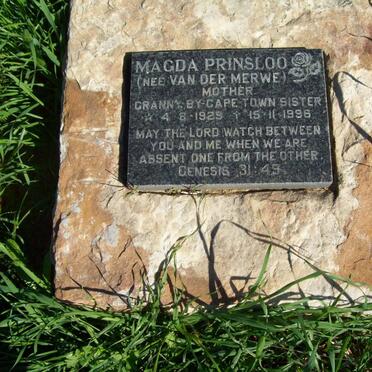 MAGDA PRINSLOO
(NEE VAN DER MERWE)
MOTHER
GRANNY, BY-CAPE TOWN SISTER
4-8-1929 15-11-1996
MAY THE LORD WATCH BETWEEN
YOU AND ME WHEN WE ARE
ABSENT ONE FROM THE OTHER.
GENESIS 31:49